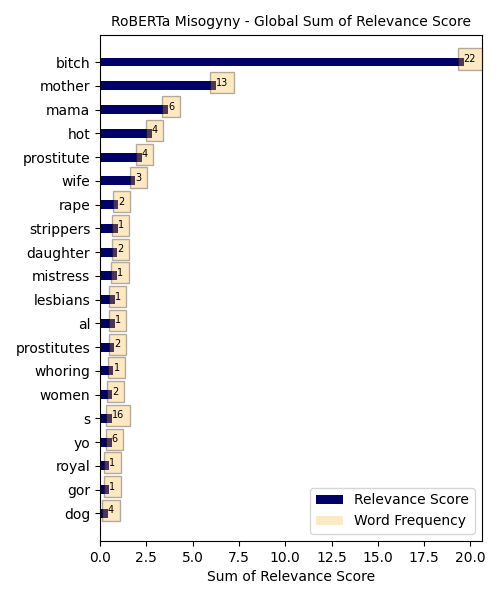 RoBERTa Misogyny - Global Sum of Relevance Score
bitch 22
mother 13
mama 6
hot 4
prostitute 4
wife 3
rape 2
strippers 1
daughter 2
mistress 1
lesbians 1
al 1
prostitutes 2
whoring 1
women 2
s 16
yo 6
royal 1
gor 1
dog 4
Relevance Score
Word Frequency
0.0 2.5 5.0 7.5 10.0 12.5 15.0 17.5 20.0
Sum of Relevance Score